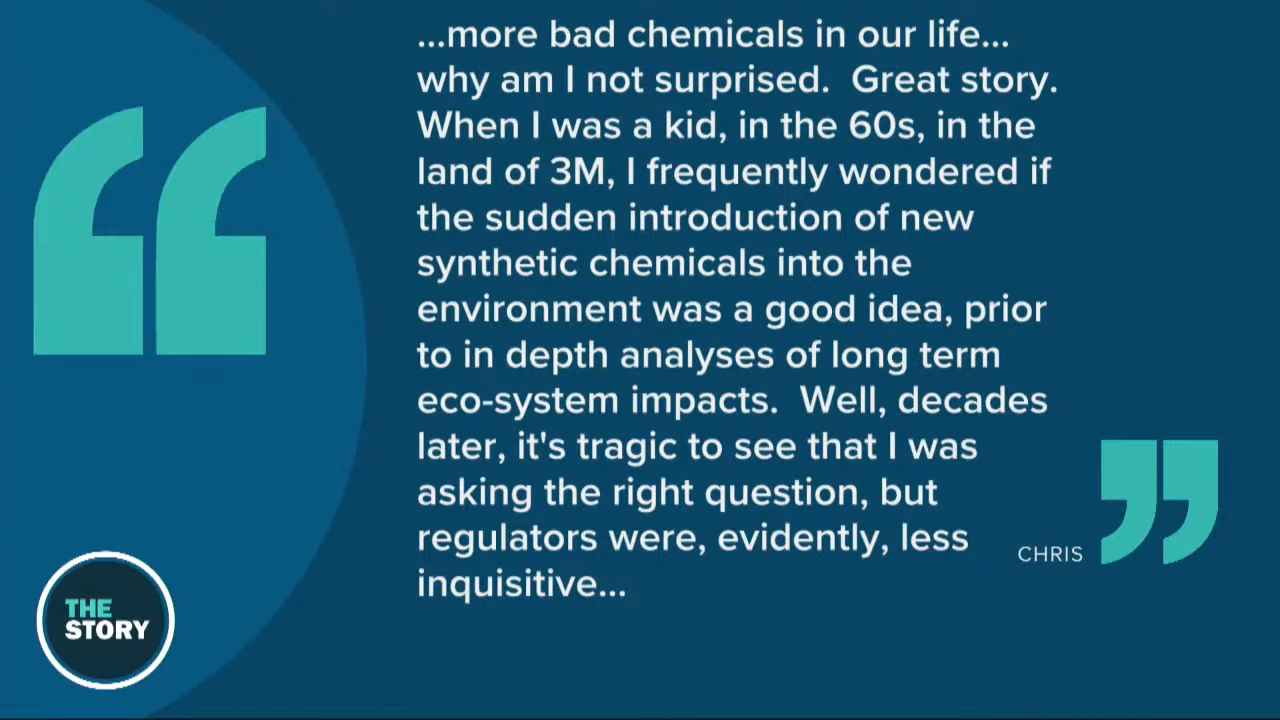 ...more bad chemicals in our life...
why am I not surprised.  Great story.
When I was a kid, in the 60s, in the
land of 3M, I frequently wondered if
the sudden introduction of new
synthetic chemicals into the
environment was a good idea, prior
to in depth analyses of long term
eco-system impacts.  Well, decades
later, it's tragic to see that I was
asking the right question, but
regulators were, evidently, less
inquisitive...
CHRIS
THE
STORY